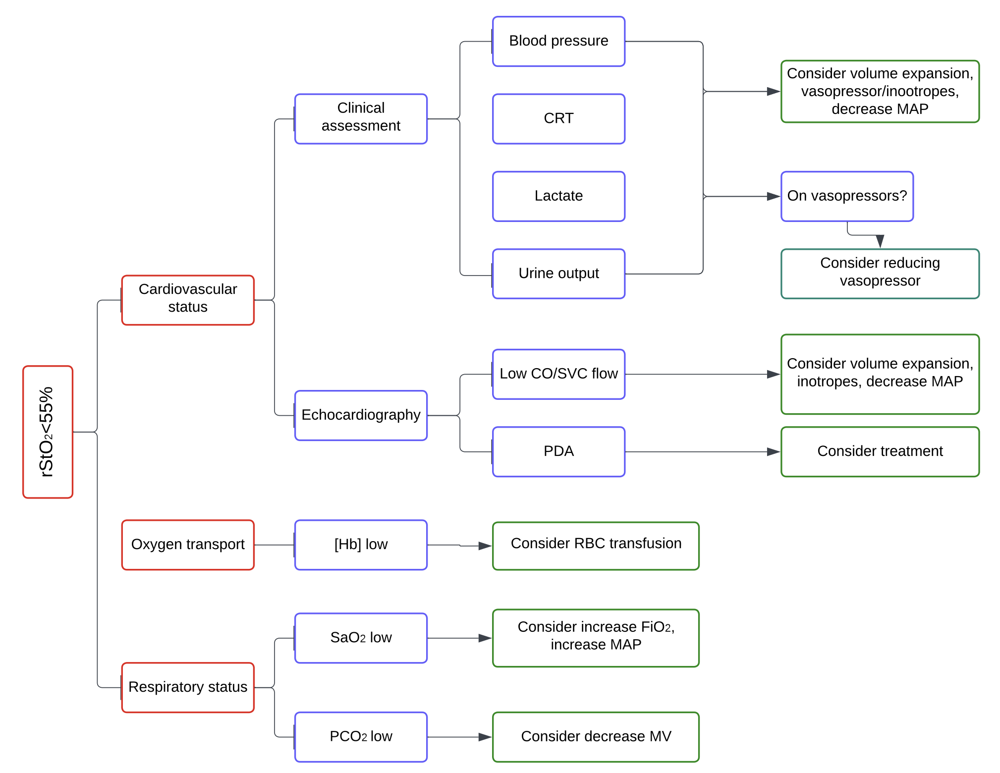 rStO₂<55%
Cardiovascular
status
Clinical
assessment
Blood pressure
CRT
Lactate
Urine output
Consider volume expansion,
vasopressor/inootropes,
decrease MAP
On vasopressors?
Consider reducing
vasopressor
Echocardiography
Low CO/SVC flow
Consider volume expansion,
inotropes, decrease MAP
PDA
Consider treatment
Oxygen transport
[Hb] low
Consider RBC transfusion
Respiratory status
SaO₂ low
Consider increase FiO₂,
increase MAP
PCO₂ low
Consider decrease MV